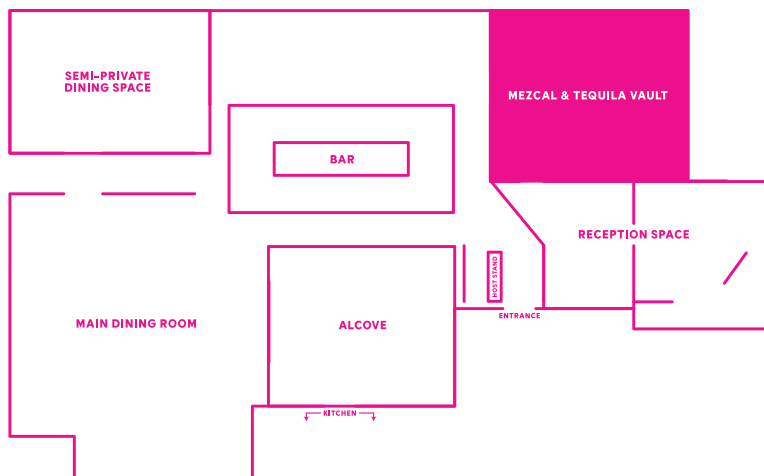 SEMI-PRIVATE
DINING SPACE
MEZCAL & TEQUILA VAULT
BAR
RECEPTION SPACE
HOST STAND
ENTRANCE
MAIN DINING ROOM
ALCOVE
KITCHEN